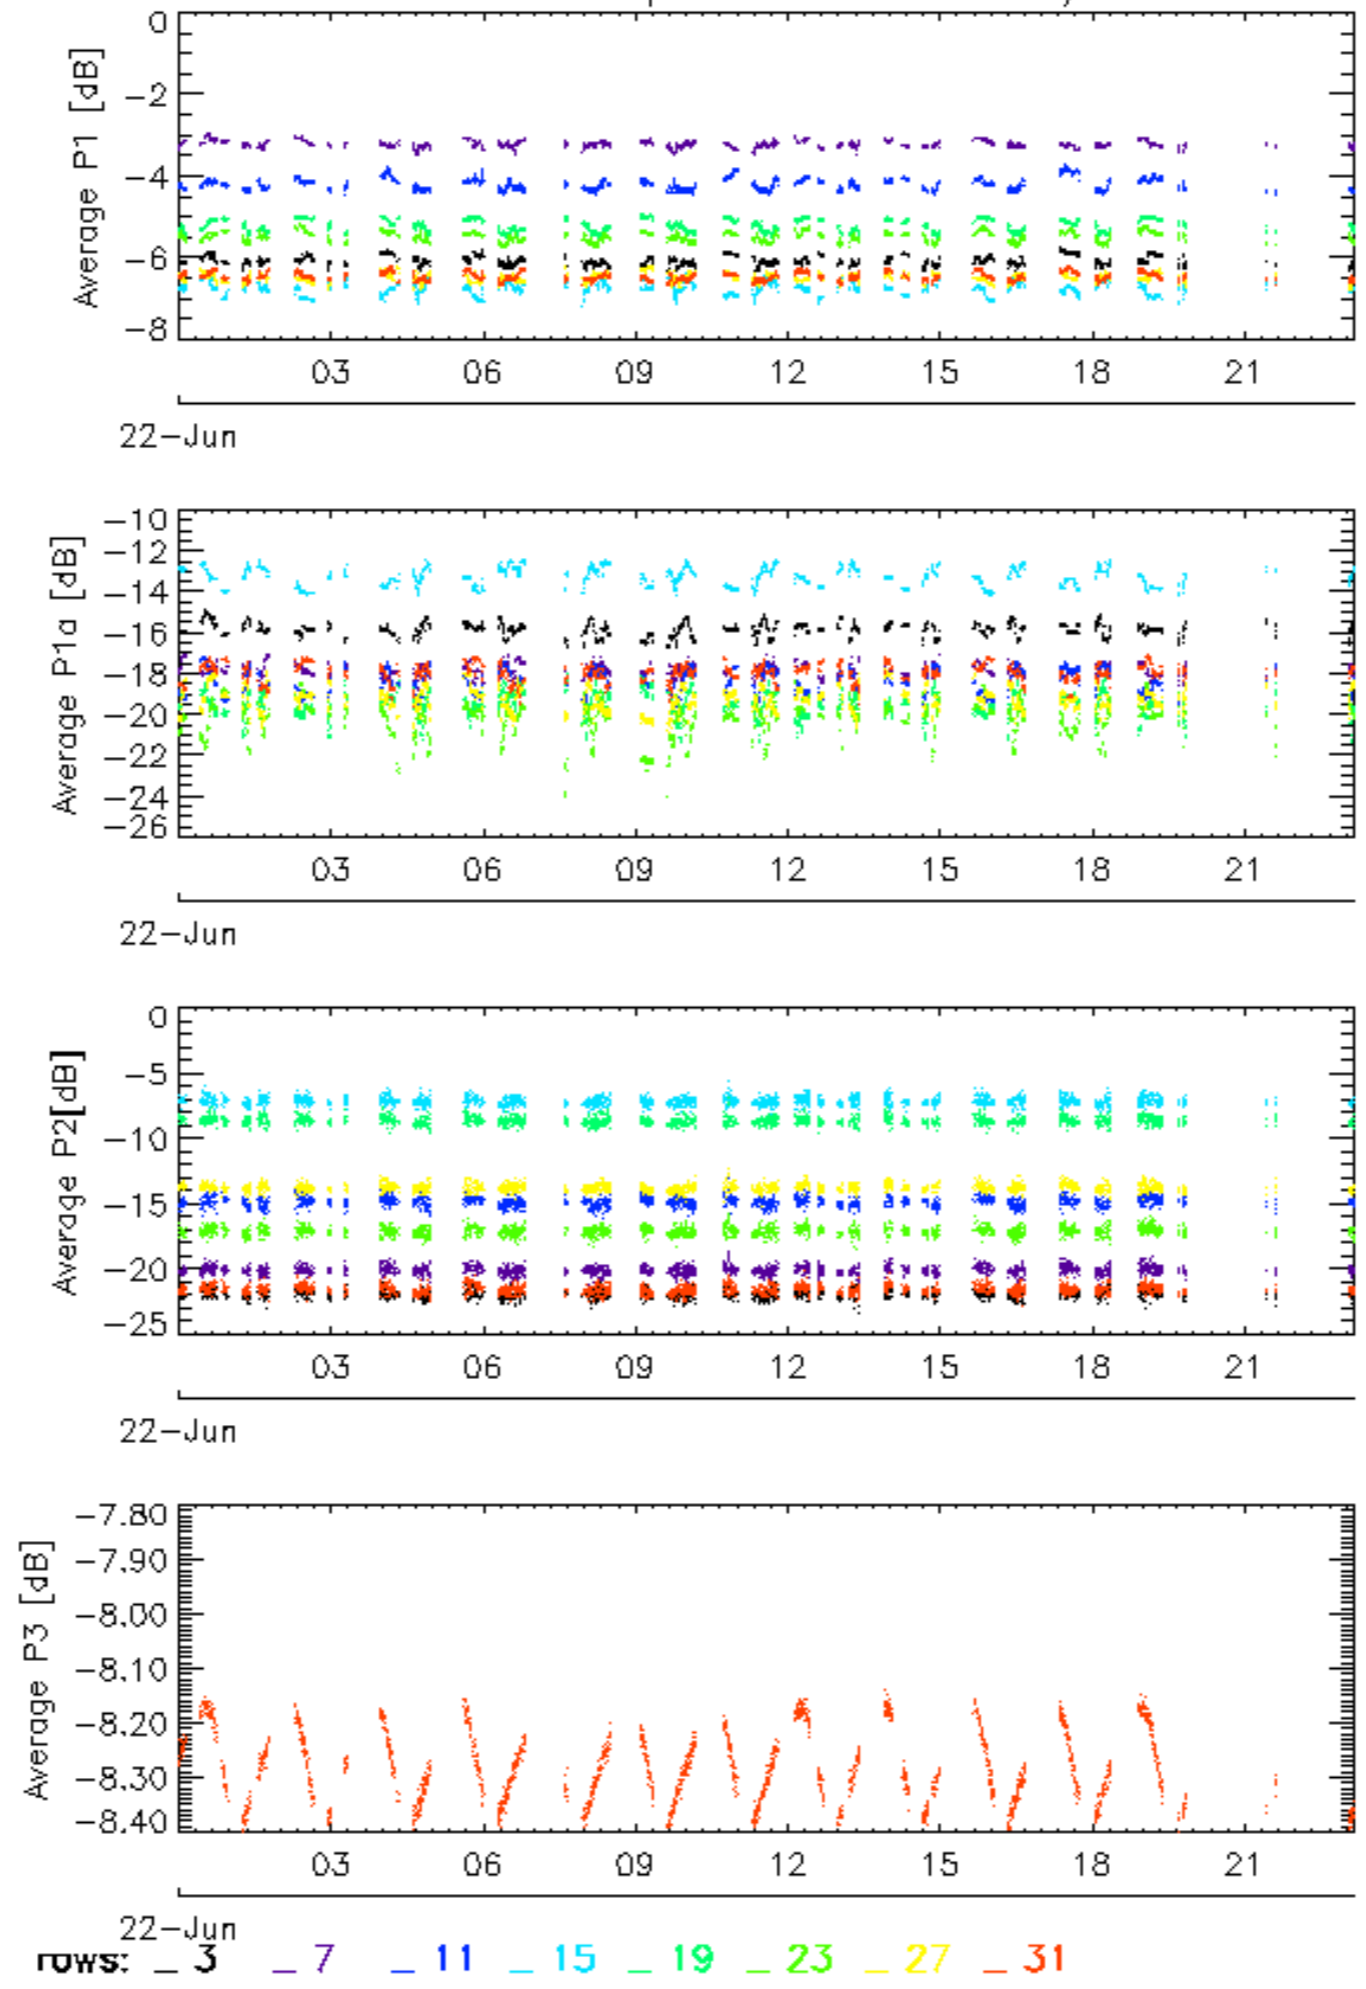 0
-2
-4
-6
-8
Average P1 [dB]
03 06 09 12 15 18 21
22-Jun
-10
-12
-14
-16
-18
-20
-22
-24
-26
Average P1a [dB]
03 06 09 12 15 18 21
22-Jun
0
-5
-10
-15
-20
-25
Average P2[dB]
03 06 09 12 15 18 21
22-Jun
-7.80
-7.90
-8.00
-8.10
-8.20
-8.30
-8.40
Average P3 [dB]
03 06 09 12 15 18 21
22-Jun
rows: _ 3 _ 7 _ 11 _ 15 _ 19 _ 23 _ 27 _ 31